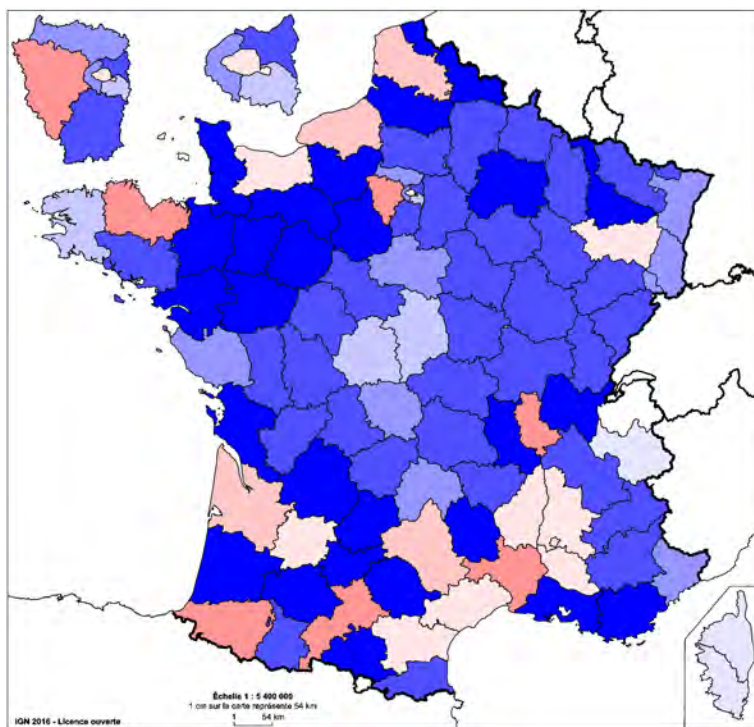 Échelle 1 : 5 400 000
1 cm sur la carte représente 54 km
1 54 km
IGN 2016 - Licence ouverte